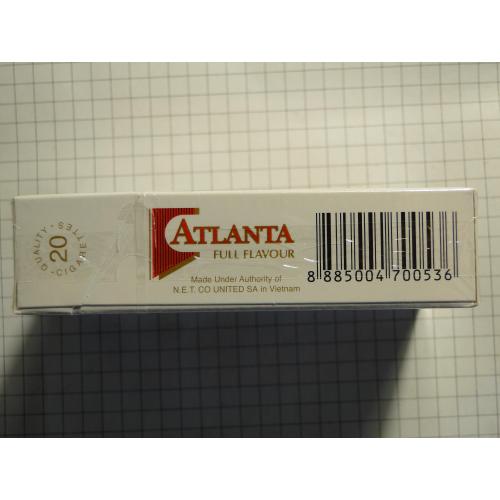 QUALITY - CIGARETTES -
20
ATLANTA
FULL FLAVOUR
Made Under Authority of
N.E.T. CO UNITED SA in Vietnam
8 885004 700536